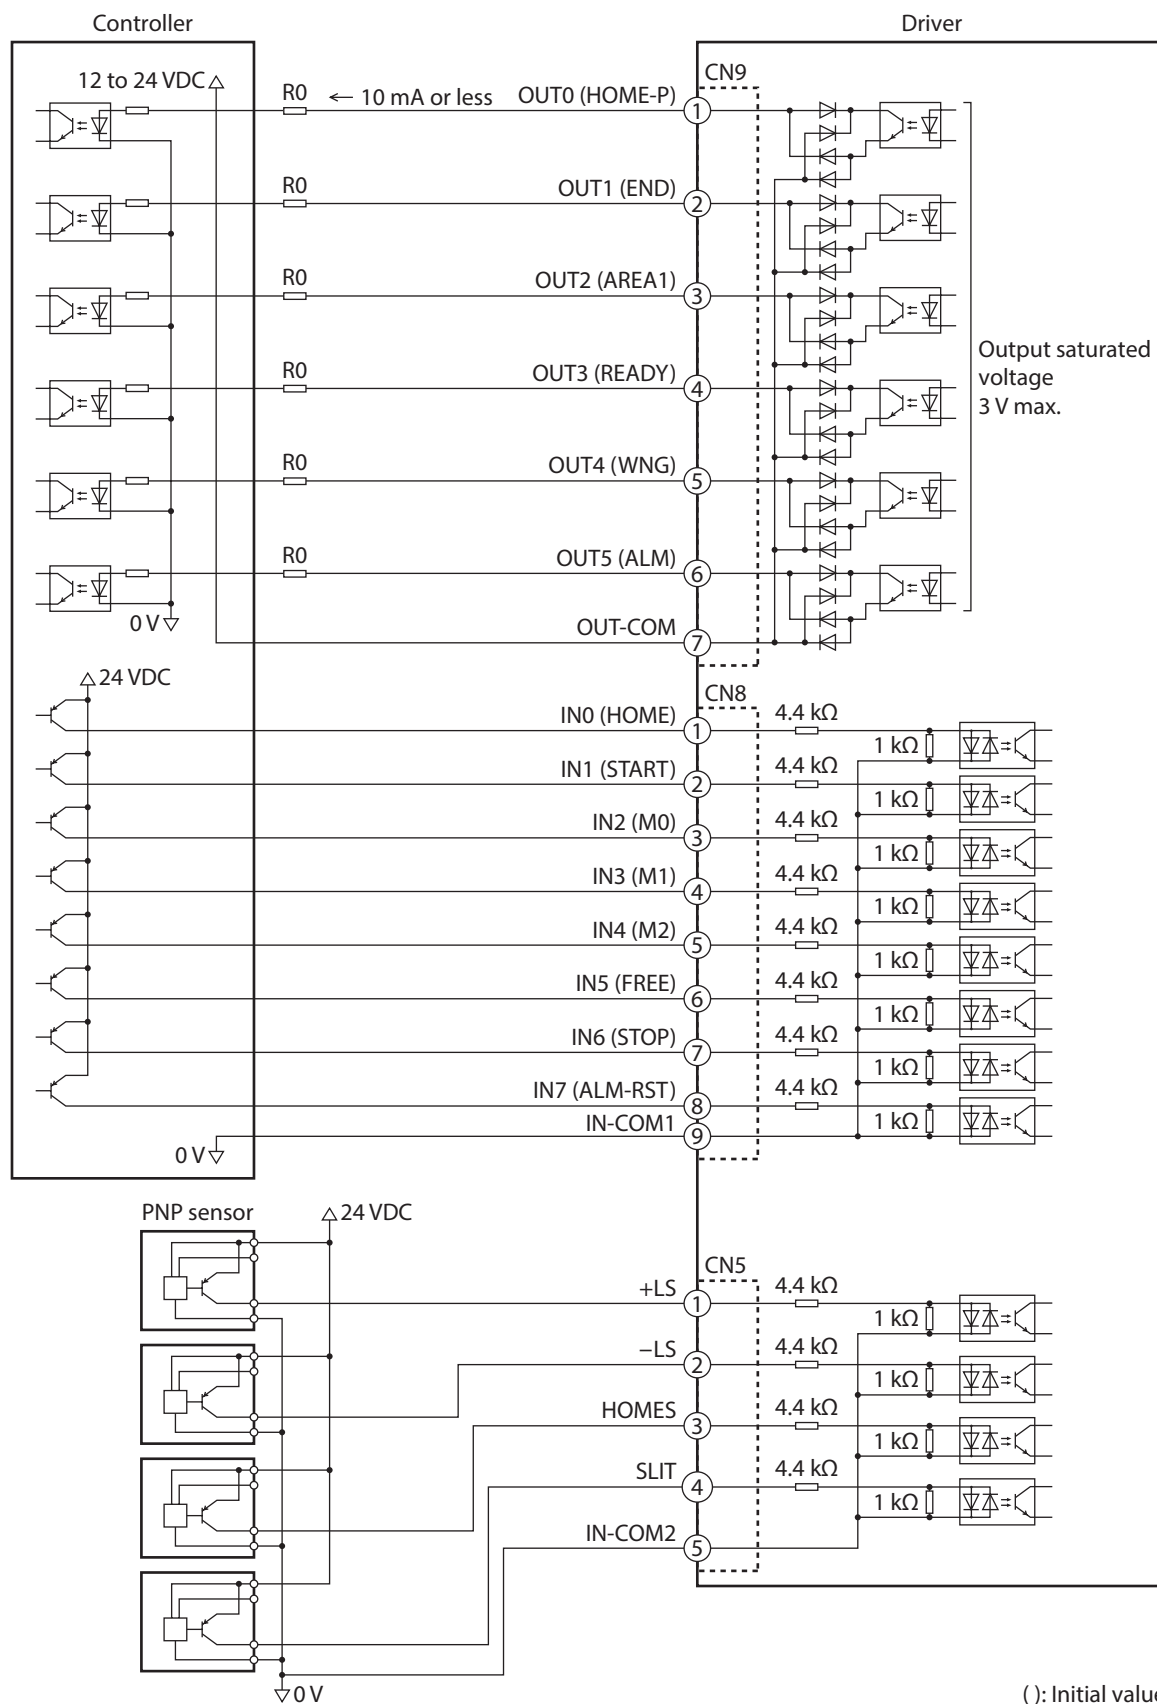 Controller
Driver
12 to 24 VDC
R0
← 10 mA or less
OUT0 (HOME-P)
CN9
1
R0
OUT1 (END)
2
R0
OUT2 (AREA1)
3
Output saturated
voltage
3 V max.
R0
OUT3 (READY)
4
R0
OUT4 (WNG)
5
R0
OUT5 (ALM)
6
0 V
OUT-COM
7
24 VDC
CN8
IN0 (HOME)
1
4.4 kΩ
1 kΩ
IN1 (START)
2
4.4 kΩ
1 kΩ
IN2 (M0)
3
4.4 kΩ
1 kΩ
IN3 (M1)
4
4.4 kΩ
1 kΩ
IN4 (M2)
5
4.4 kΩ
1 kΩ
IN5 (FREE)
6
4.4 kΩ
1 kΩ
IN6 (STOP)
7
4.4 kΩ
1 kΩ
IN7 (ALM-RST)
8
4.4 kΩ
1 kΩ
IN-COM1
9
0 V
PNP sensor
24 VDC
CN5
+LS
1
4.4 kΩ
1 kΩ
−LS
2
4.4 kΩ
1 kΩ
HOMES
3
4.4 kΩ
1 kΩ
SLIT
4
4.4 kΩ
1 kΩ
IN-COM2
5
0 V
( ): Initial value